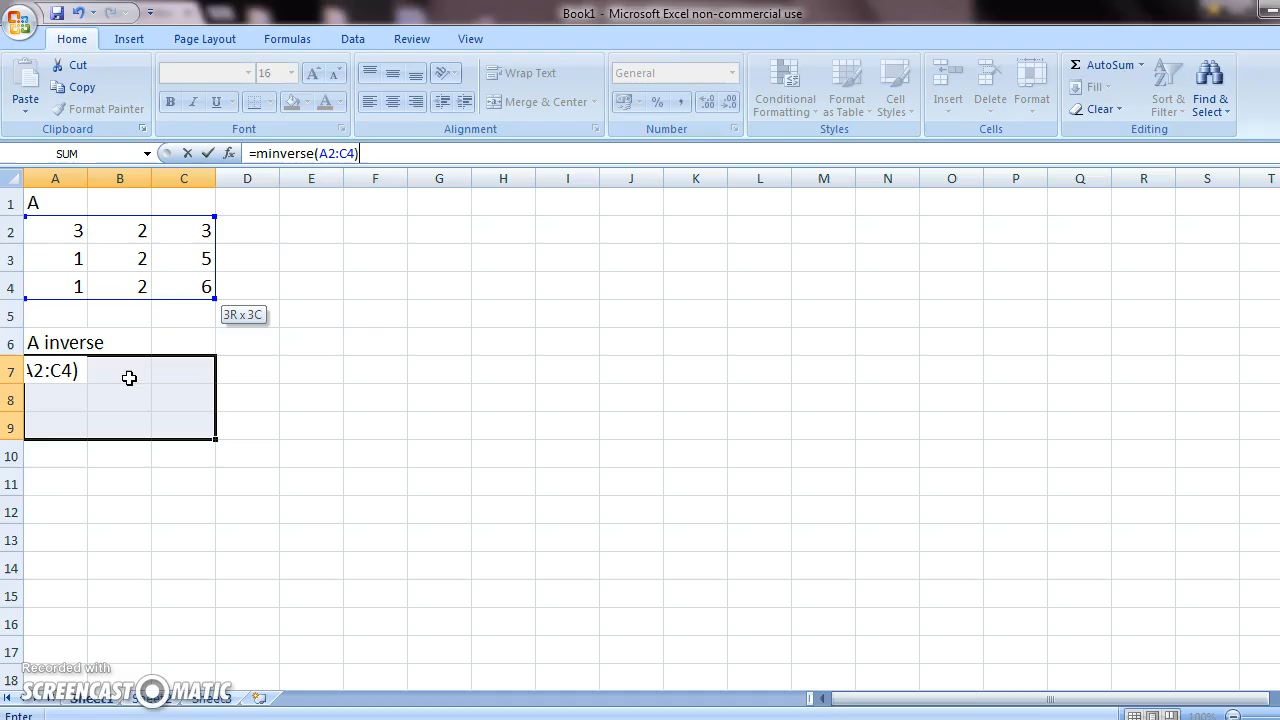 Book1 - Microsoft Excel non-commercial use
Home Insert Page Layout Formulas Data Review View
Paste
Cut
Copy
Format Painter
Clipboard
16
B I U
Font
Wrap Text
Merge & Center
Alignment
General
Number
Conditional Formatting
Format as Table
Cell Styles
Styles
Insert
Delete
Format
Cells
AutoSum
Fill
Clear
Sort & Filter
Find & Select
Editing
SUM =minverse(A2:C4)
A B C D E F G H I J K L M N O P Q R S T
1 A
2 3 2 3
3 1 2 5
4 1 2 6
3R x 3C
5
6 A inverse
7 A2:C4)
8
9
10
11
12
13
14
15
16
17
18
Recorded with
SCREENCAST-O-MATIC
Sheet1 Sheet3
Enter 100%